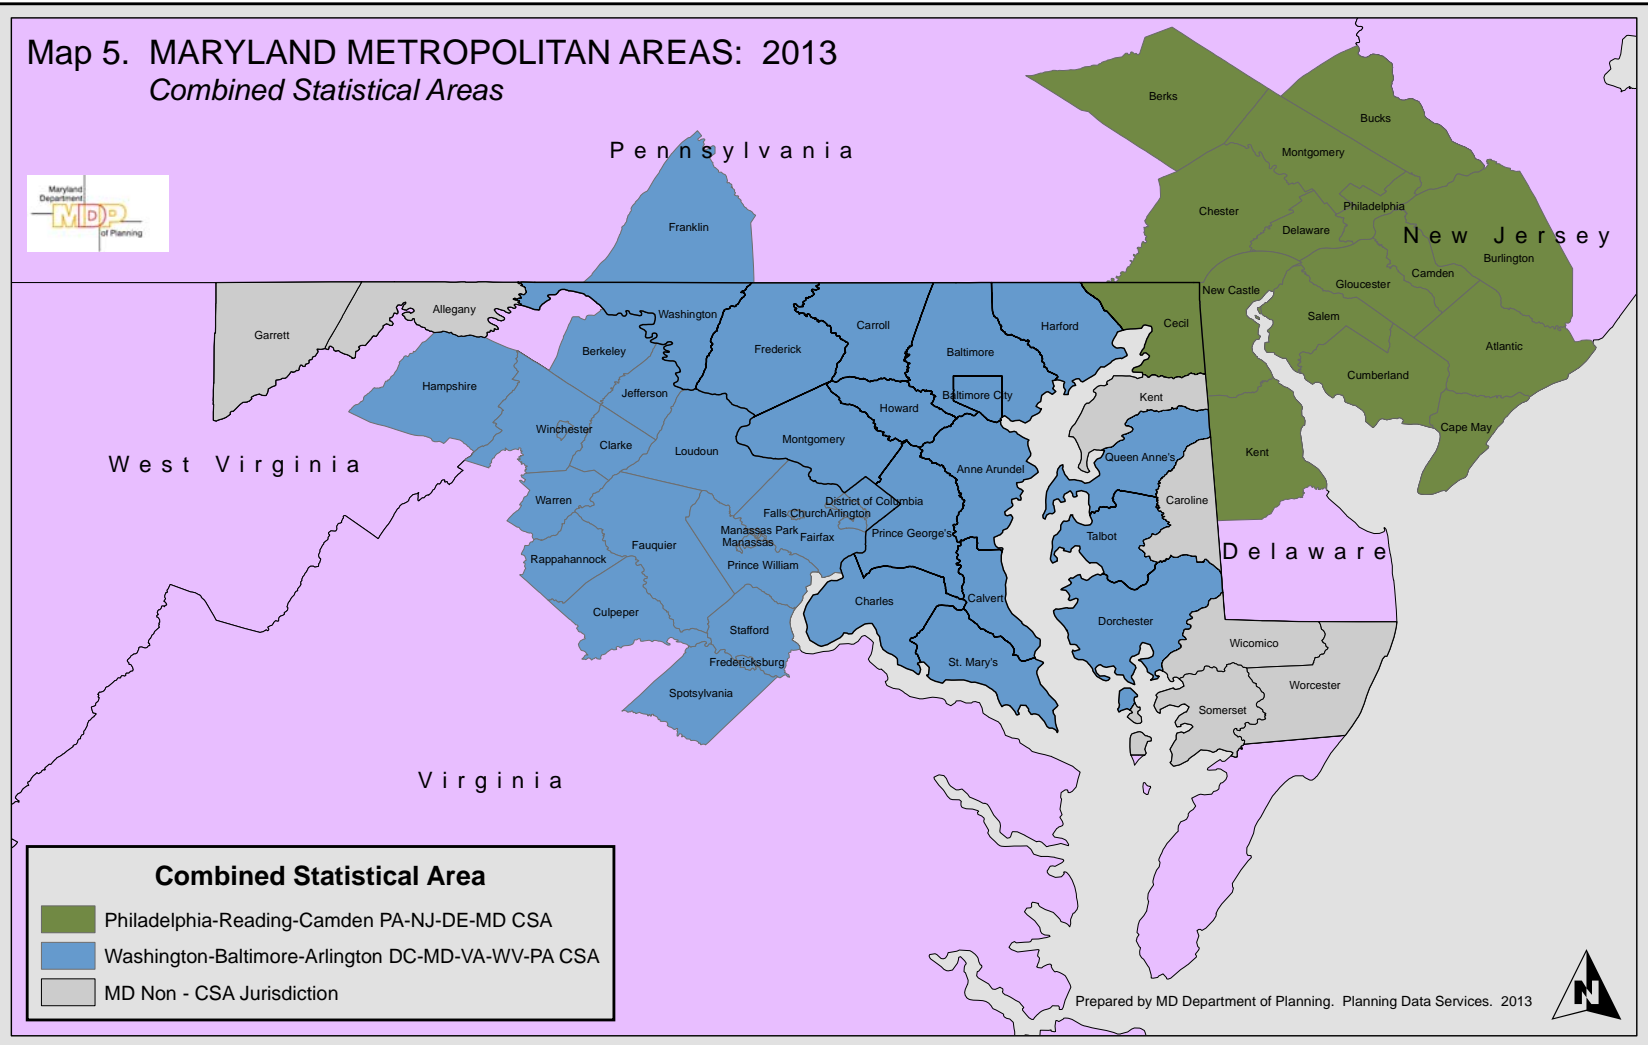 Map 5. MARYLAND METROPOLITAN AREAS: 2013
Combined Statistical Areas
Maryland
Department
MDP
of Planning
Pennsylvania
New Jersey
West Virginia
Virginia
Delaware
Berks
Bucks
Montgomery
Chester
Philadelphia
Delaware
Burlington
Camden
Gloucester
New Castle
Salem
Atlantic
Cumberland
Cape May
Kent
Cecil
Franklin
Garrett
Allegany
Washington
Frederick
Carroll
Baltimore
Harford
Baltimore City
Howard
Kent
Hampshire
Berkeley
Jefferson
Winchester
Clarke
Loudoun
Montgomery
Anne Arundel
Queen Anne's
Caroline
Warren
District of Columbia
Falls Church
Arlington
Manassas Park
Manassas
Fairfax
Prince George's
Talbot
Rappahannock
Fauquier
Prince William
Culpeper
Stafford
Charles
Calvert
Dorchester
Fredericksburg
Spotsylvania
St. Mary's
Wicomico
Worcester
Somerset
Combined Statistical Area
Philadelphia-Reading-Camden PA-NJ-DE-MD CSA
Washington-Baltimore-Arlington DC-MD-VA-WV-PA CSA
MD Non - CSA Jurisdiction
Prepared by MD Department of Planning. Planning Data Services. 2013
N